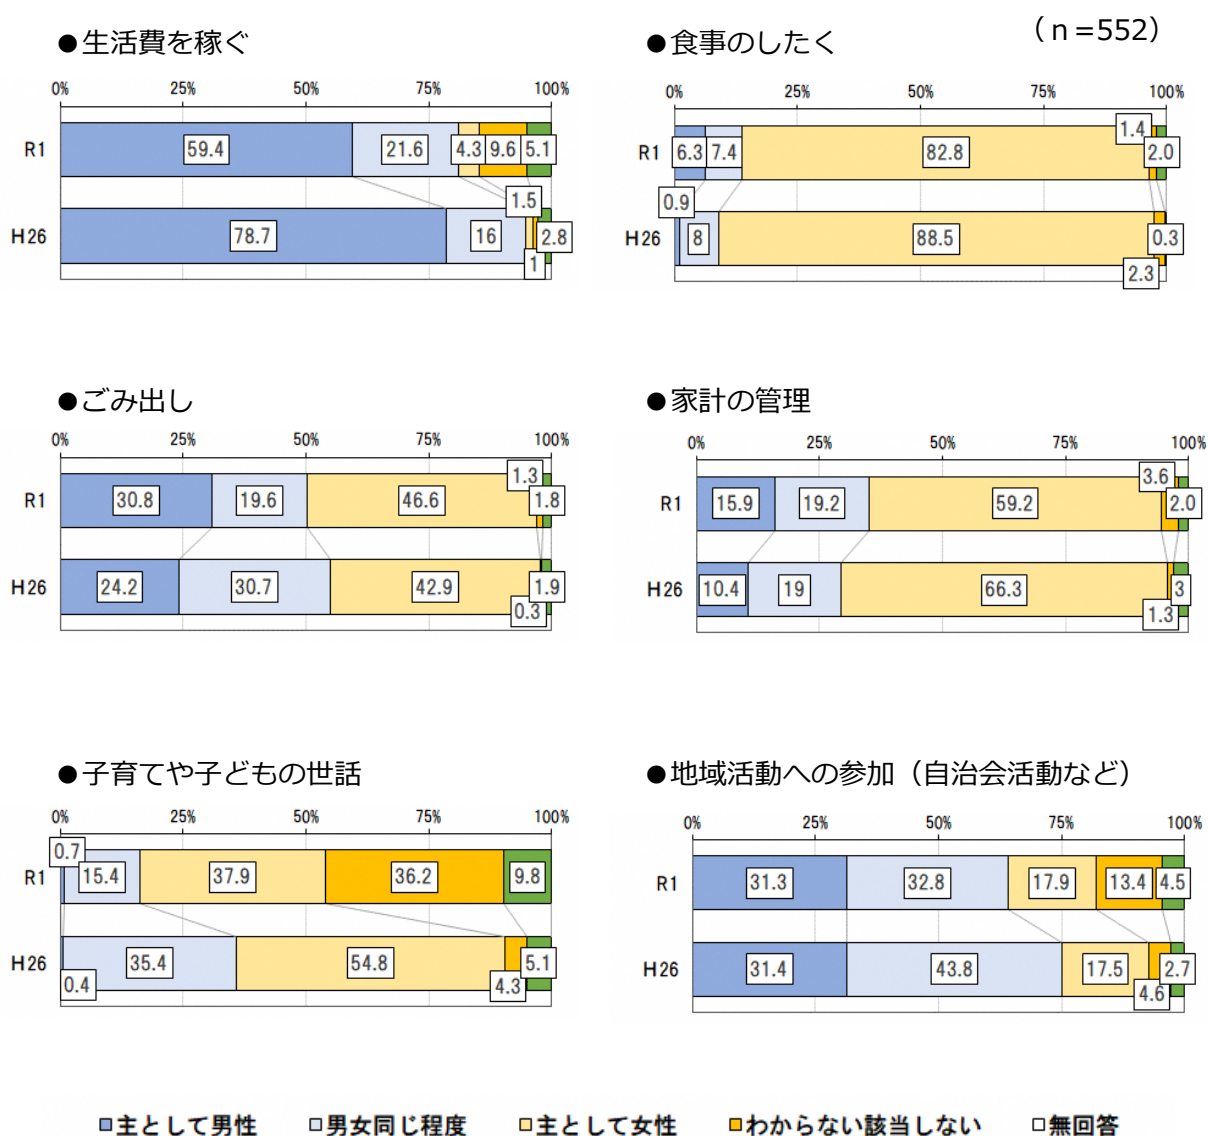 ●生活費を稼ぐ
0% 25% 50% 75% 100%
R1 59.4 21.6 4.3 9.6 5.1
H26 78.7 16 1.5 1 2.8
●食事のしたく
（n=552）
0% 25% 50% 75% 100%
R1 6.3 7.4 82.8 1.4 2.0
H26 0.9 8 88.5 2.3 0.3
●ごみ出し
0% 25% 50% 75% 100%
R1 30.8 19.6 46.6 1.3 1.8
H26 24.2 30.7 42.9 0.3 1.9
●家計の管理
0% 25% 50% 75% 100%
R1 15.9 19.2 59.2 3.6 2.0
H26 10.4 19 66.3 1.3 3
●子育てや子どもの世話
0% 25% 50% 75% 100%
R1 0.7 15.4 37.9 36.2 9.8
H26 0.4 35.4 54.8 4.3 5.1
●地域活動への参加（自治会活動など）
0% 25% 50% 75% 100%
R1 31.3 32.8 17.9 13.4 4.5
H26 31.4 43.8 17.5 4.6 2.7
主として男性 男女同じ程度 主として女性 わからない該当しない 無回答